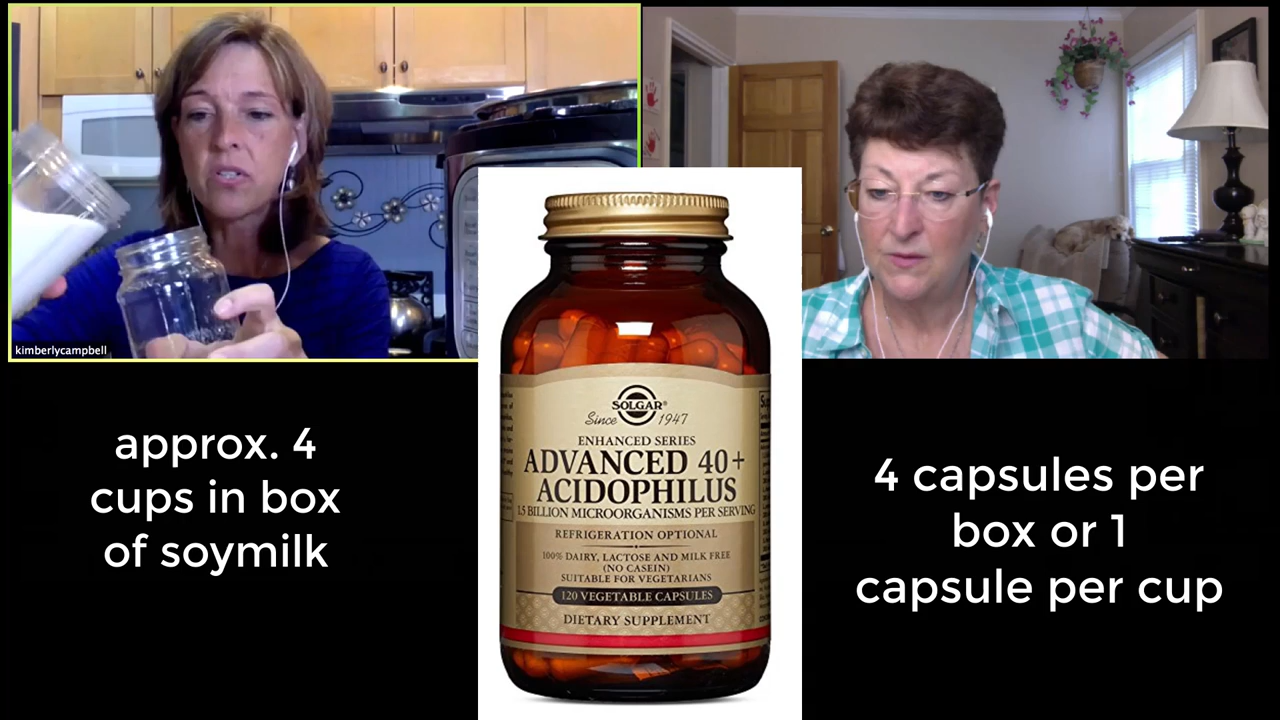 kimberlycampbell
approx. 4
cups in box
of soymilk
SOLGAR®
Since 1947
ENHANCED SERIES
ADVANCED 40+
ACIDOPHILUS
1.5 BILLION MICROORGANISMS PER SERVING
REFRIGERATION OPTIONAL
100% DAIRY, LACTOSE AND MILK FREE
(NO CASEIN)
SUITABLE FOR VEGETARIANS
120 VEGETABLE CAPSULES
DIETARY SUPPLEMENT
4 capsules per
box or 1
capsule per cup